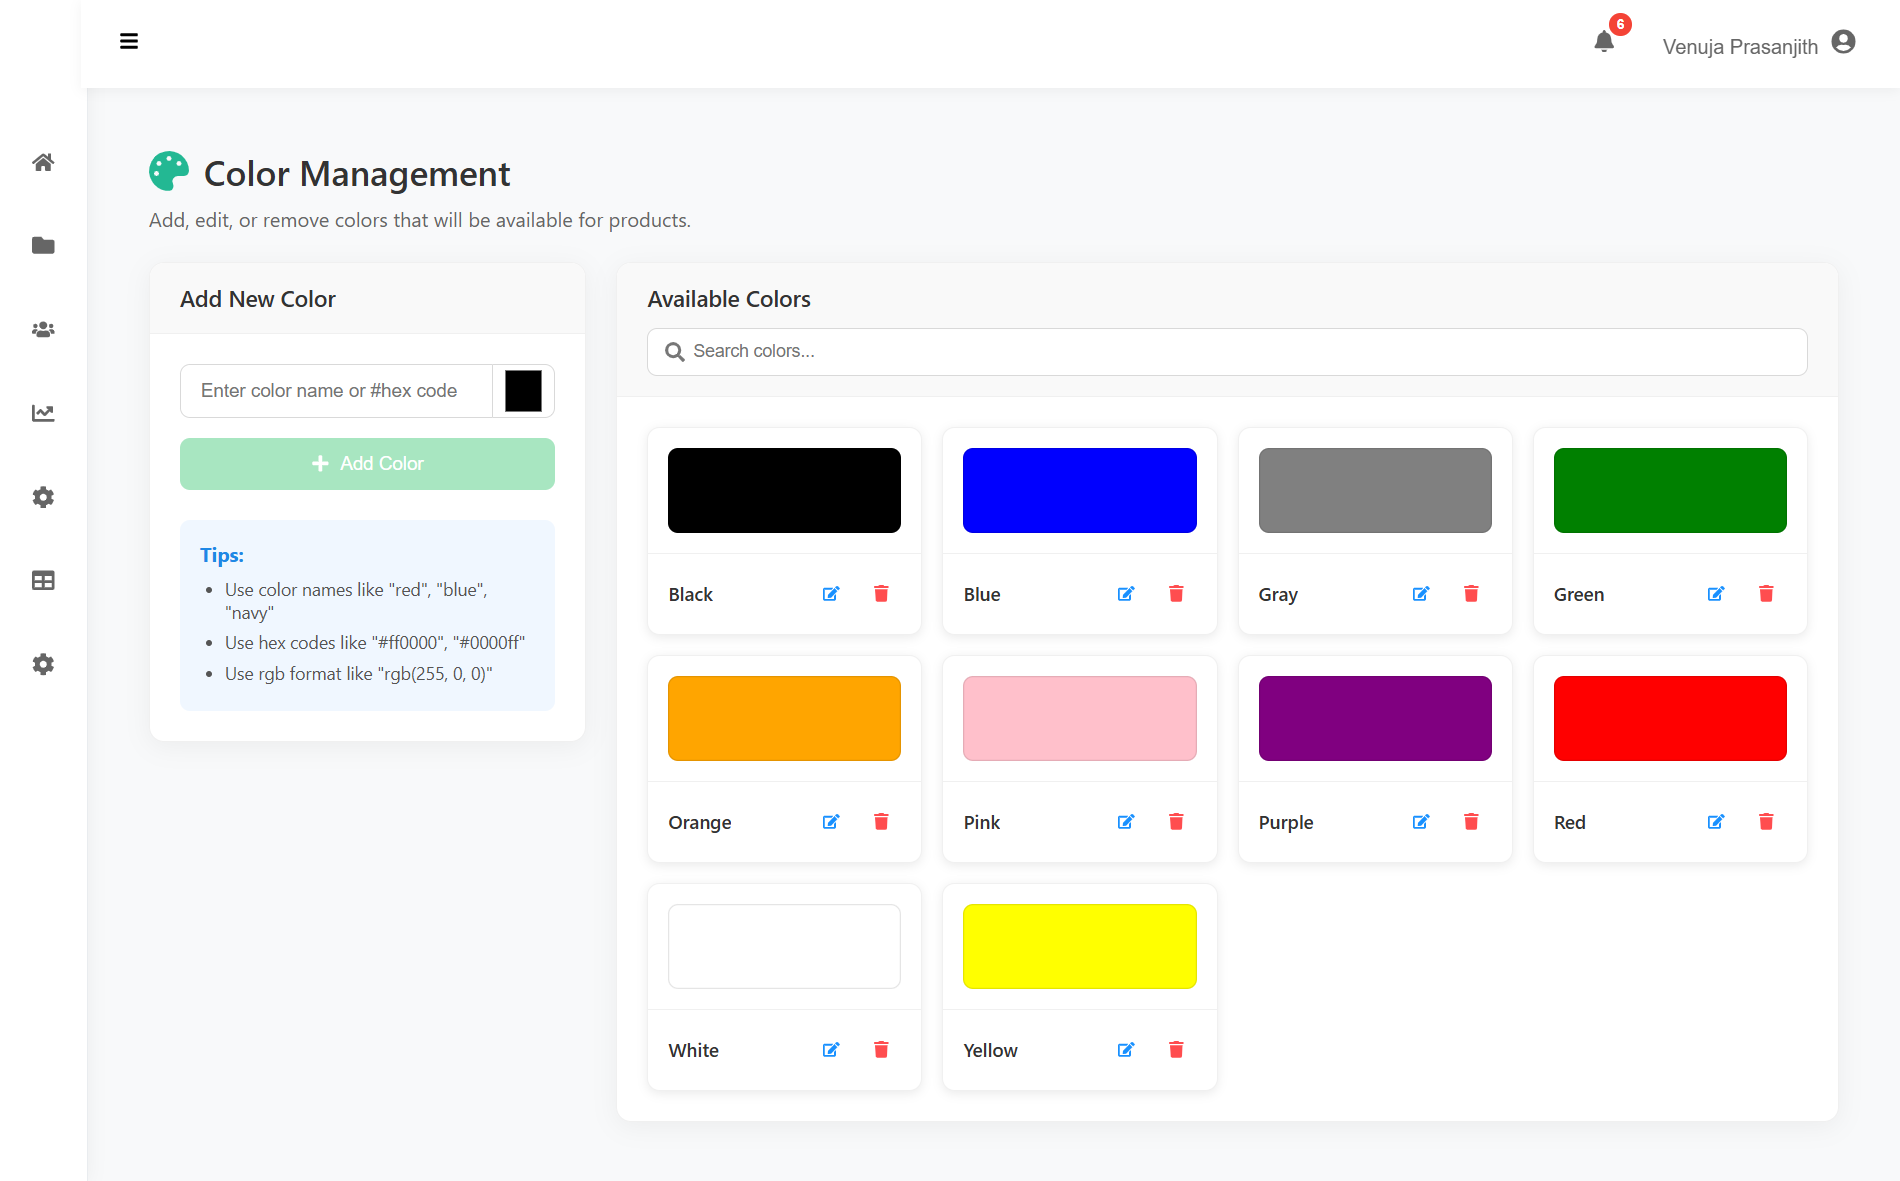 6
Venuja Prasanjith
Color Management
Add, edit, or remove colors that will be available for products.
Add New Color
Enter color name or #hex code
Add Color
Tips:
Use color names like "red", "blue",
"navy"
Use hex codes like "#ff0000", "#0000ff"
Use rgb format like "rgb(255, 0, 0)"
Available Colors
Search colors...
Black
Blue
Gray
Green
Orange
Pink
Purple
Red
White
Yellow